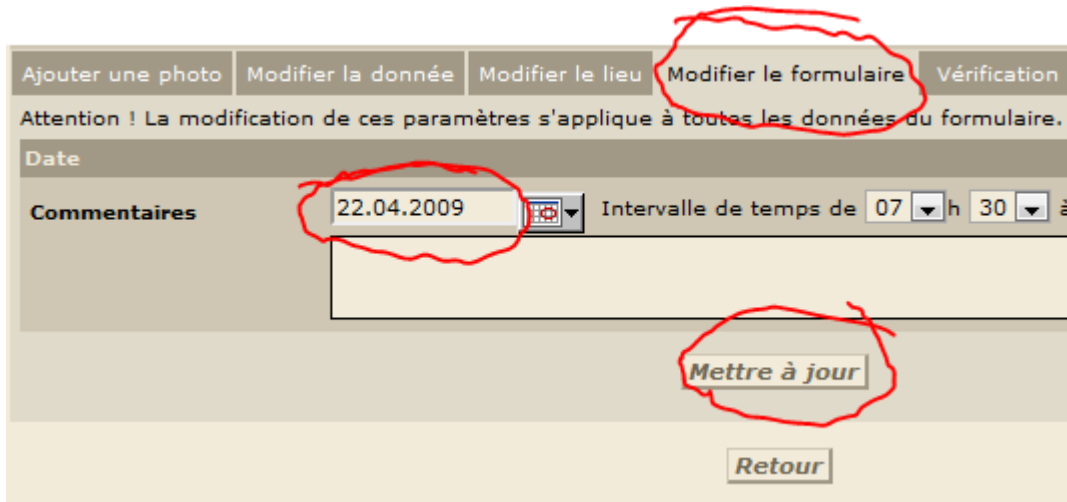 Ajouter une photo Modifier la donnée Modifier le lieu Modifier le formulaire Vérification
Attention ! La modification de ces paramètres s'applique à toutes les données du formulaire.
Date
Commentaires 22.04.2009 Intervalle de temps de 07 h 30 à
Mettre à jour
Retour